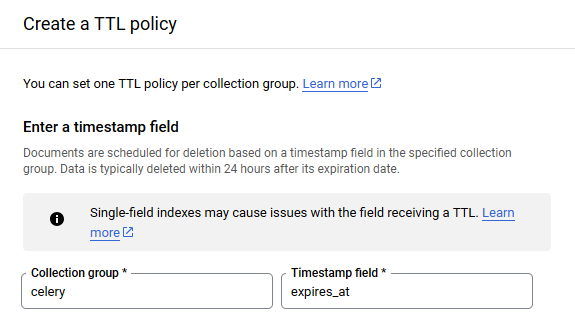 Create a TTL policy
You can set one TTL policy per collection group. Learn more
Enter a timestamp field
Documents are scheduled for deletion based on a timestamp field in the specified collection
group. Data is typically deleted within 24 hours after its expiration date.
Single-field indexes may cause issues with the field receiving a TTL. Learn
more
Collection group * Timestamp field *
celery expires_at